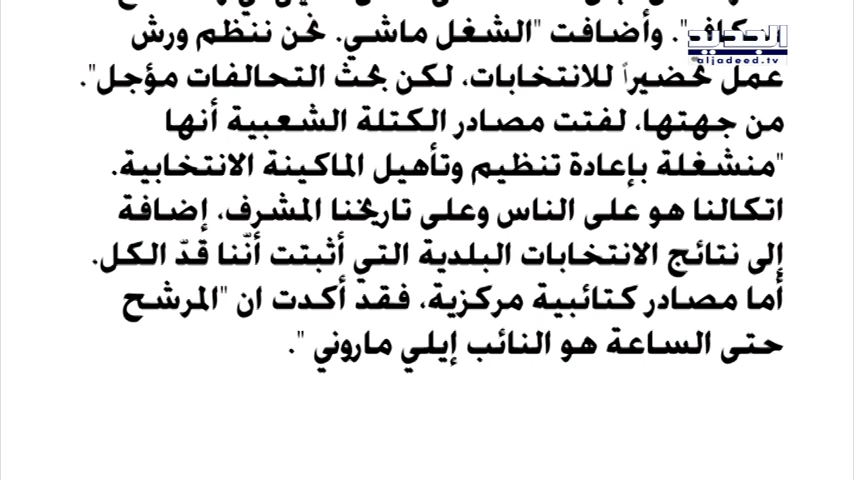 الكاف". وأضافت "الشغل ماشي. نحن ننظم ورش
عمل تحضيراً للانتخابات، لكن بحث التحالفات مؤجل".
من جهتها، لفتت مصادر الكتلة الشعبية أنها
"منشغلة بإعادة تنظيم وتأهيل الماكينة الانتخابية.
اتكالنا هو على الناس وعلى تاريخنا المشرف، إضافة
إلى نتائج الانتخابات البلدية التي أثبتت أنّنا قدّ الكل.
أما مصادر كتائبية مركزية، فقد أكدت ان "المرشح
حتى الساعة هو النائب إيلي ماروني ".
الجديد
aljadeed.tv